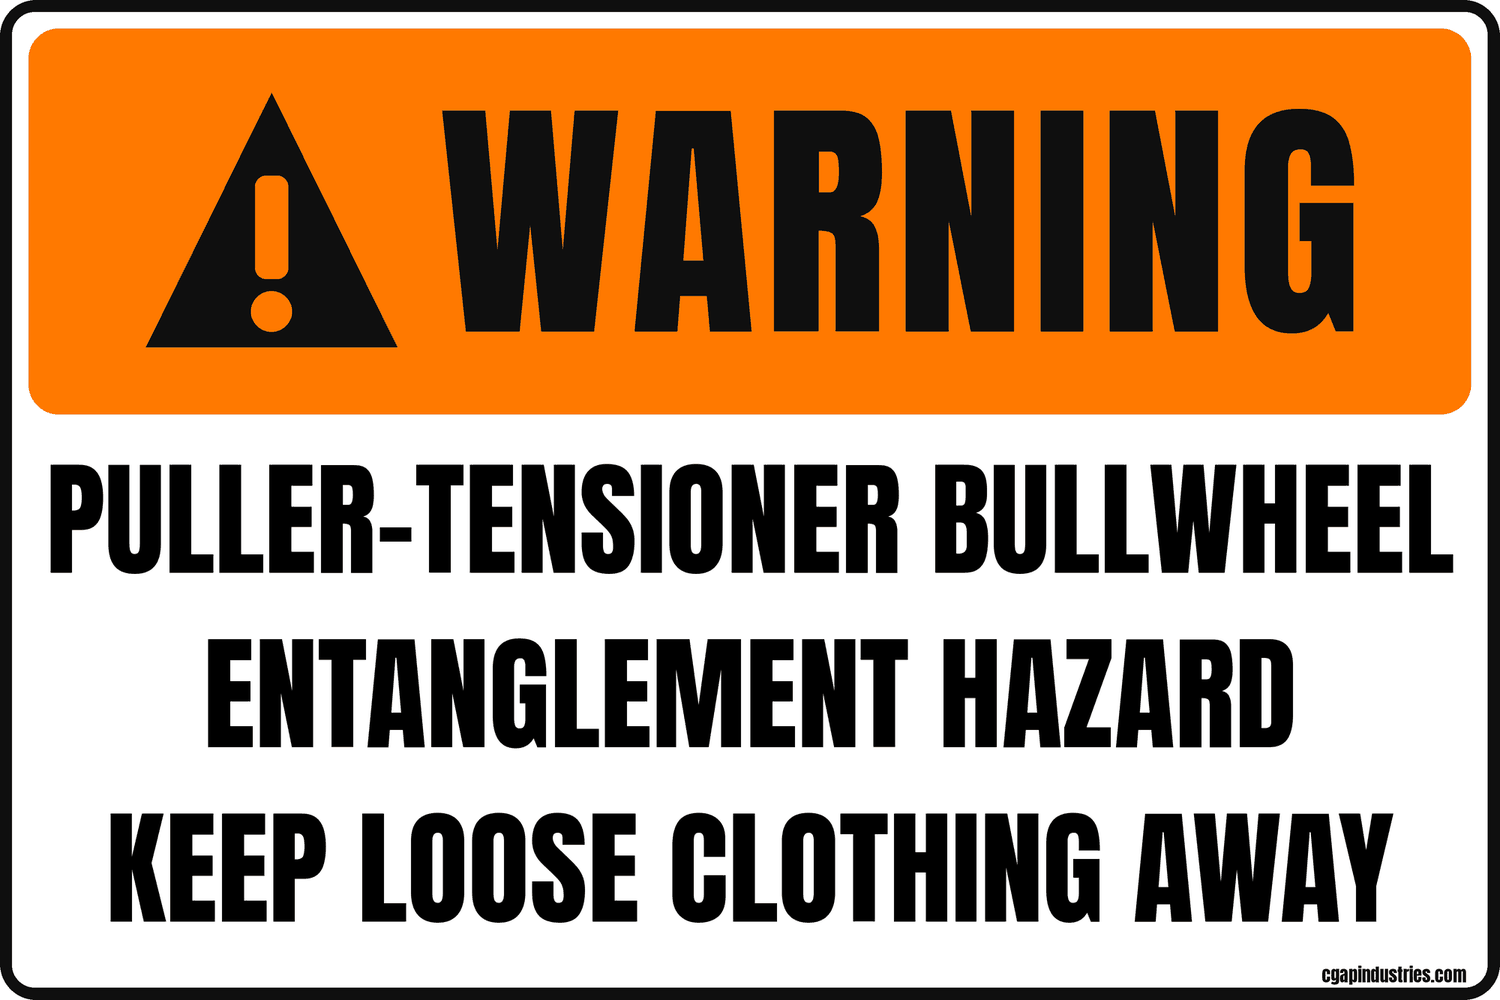 WARNING
PULLER-TENSIONER BULLWHEEL
ENTANGLEMENT HAZARD
KEEP LOOSE CLOTHING AWAY
cgapindustries.com